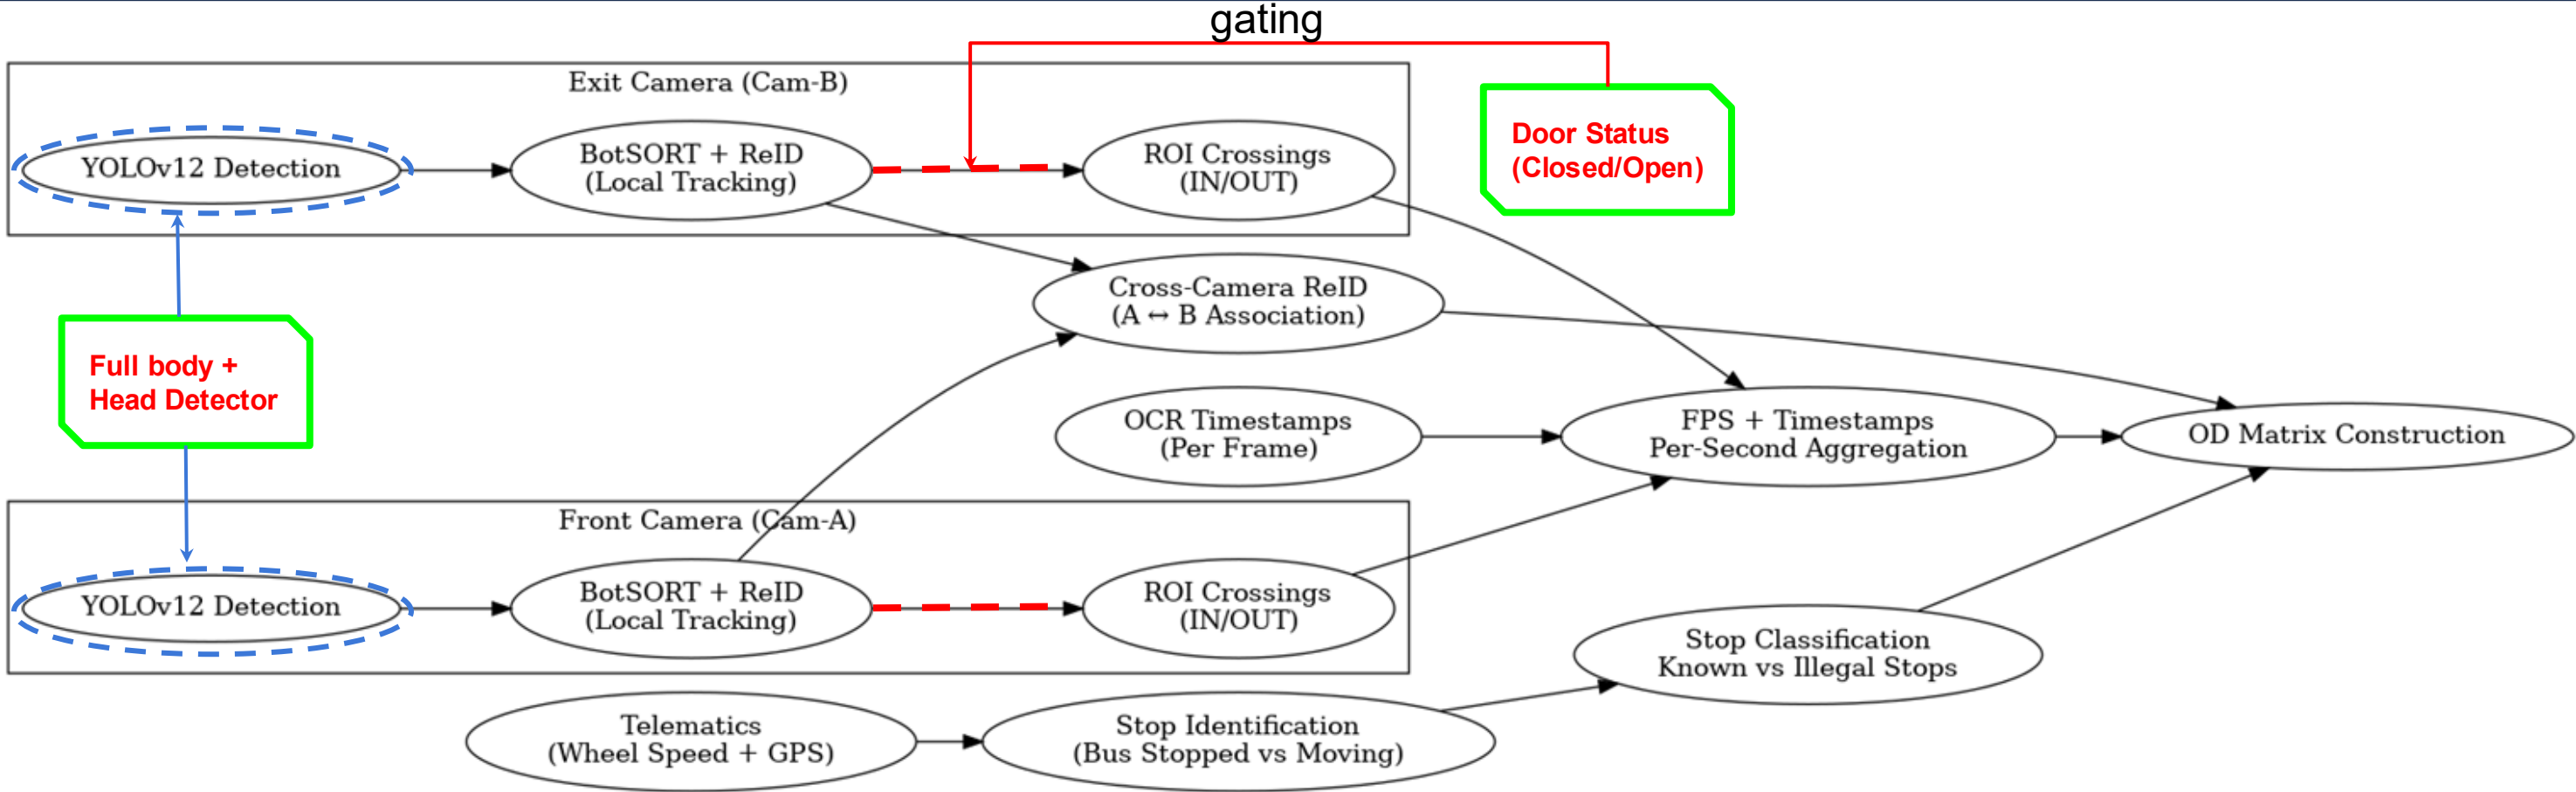 gating
Exit Camera (Cam-B)
YOLOv12 Detection
BotSORT + ReID
(Local Tracking)
ROI Crossings
(IN/OUT)
Door Status
(Closed/Open)
Cross-Camera ReID
(A ↔ B Association)
Full body +
Head Detector
OCR Timestamps
(Per Frame)
FPS + Timestamps
Per-Second Aggregation
OD Matrix Construction
Front Camera (Cam-A)
YOLOv12 Detection
BotSORT + ReID
(Local Tracking)
ROI Crossings
(IN/OUT)
Stop Classification
Known vs Illegal Stops
Telematics
(Wheel Speed + GPS)
Stop Identification
(Bus Stopped vs Moving)